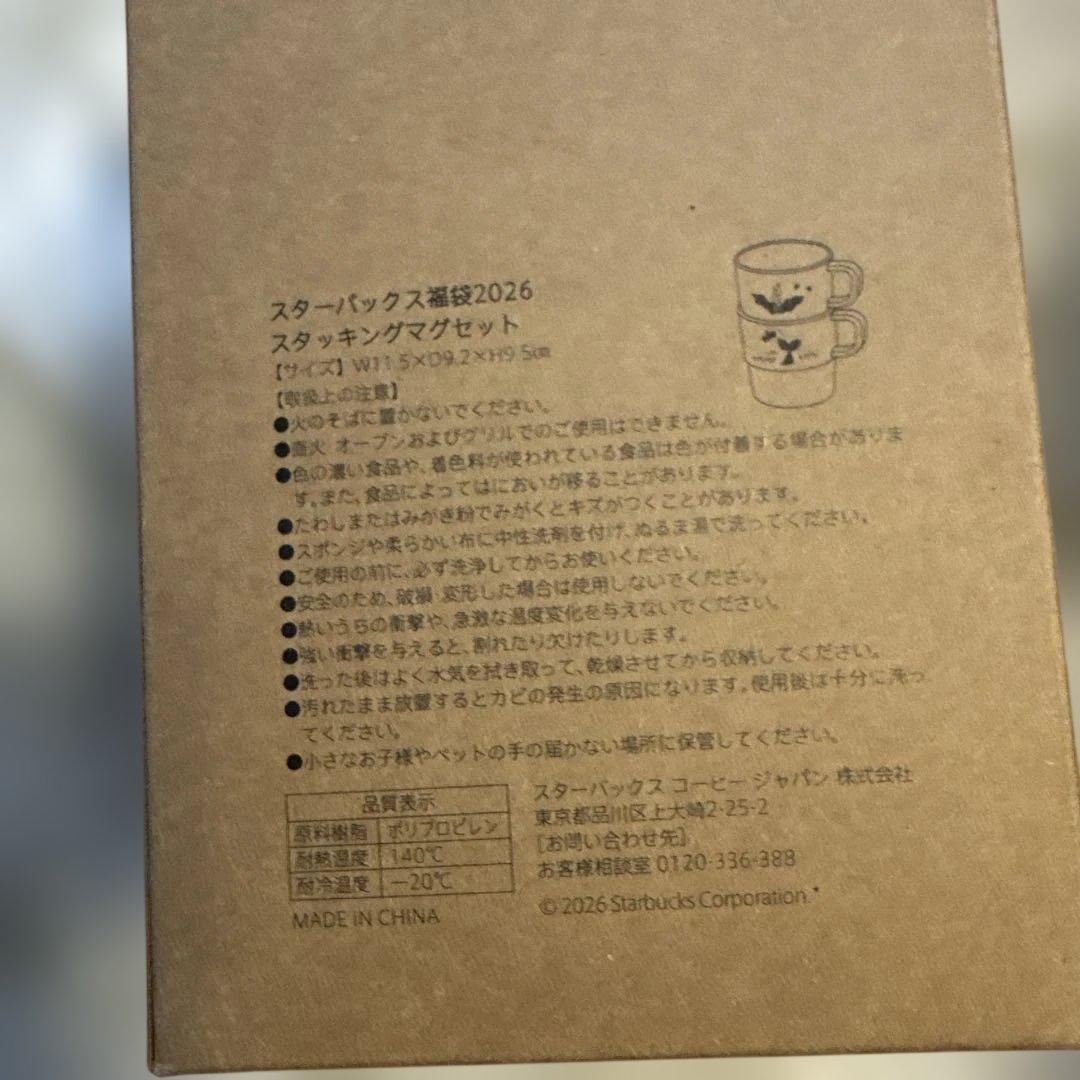 スターバックス福袋2026
スタッキングマグセット
【サイズ】W11.5×D9.2×H9.5㎝
【取扱上の注意】
●火のそばに置かないでください。
●直火 オーブンおよびグリルでのご使用はできません。
●色の濃い食品や、着色料が使われている食品は色が付着する場合がありま
す。また、食品によってはにおいが移ることがあります。
●たわしまたはみがき粉でみがくとキズがつくことがあります。
●スポンジや柔らかい布に中性洗剤を付け、ぬるま湯で洗ってください。
●ご使用の前に、必ず洗浄してからお使いください。
●安全のため、破損·変形した場合は使用しないでください。
●熱いうちの衝撃や、急激な温度変化を与えないでください。
●強い衝撃を与えると、割れたり欠けたりします。
●洗った後はよく水気を拭き取って、乾燥させてから収納してください。
●汚れたまま放置するとカビの発生の原因になります。使用後は十分に洗っ
てください。
●小さなお子様やペットの手の届かない場所に保管してください。
品質表示
原料樹脂 ポリプロピレン
耐熱温度 140℃
耐冷温度 －20℃
MADE IN CHINA
スターバックス コーヒー ジャパン 株式会社
東京都品川区上大崎2-25-2
[お問い合わせ先]
お客様相談室 0120-336-388
© 2026 Starbucks Corporation.